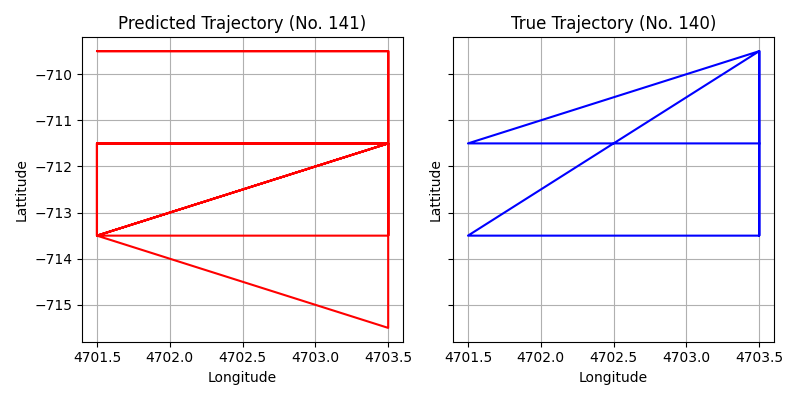 Predicted Trajectory (No. 141)
True Trajectory (No. 140)
−710
−711
−712
−713
−714
−715
Lattitude
Lattitude
4701.5 4702.0 4702.5 4703.0 4703.5
4701.5 4702.0 4702.5 4703.0 4703.5
Longitude
Longitude